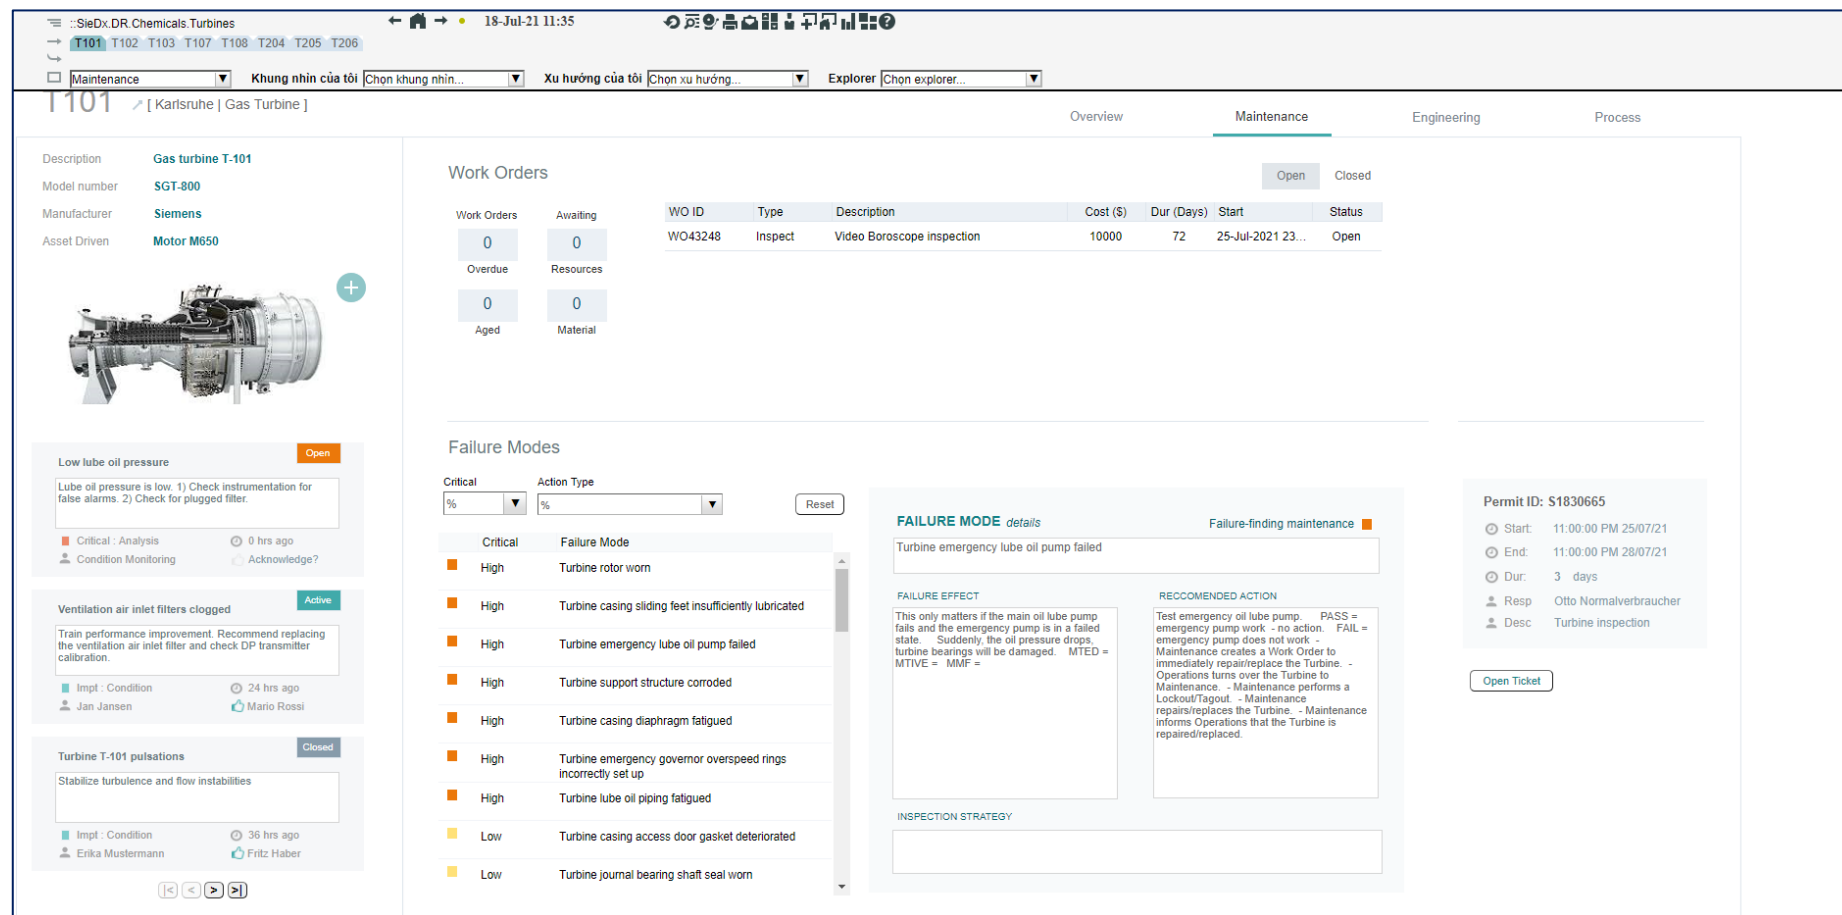 ::SieDx.DR.Chemicals.Turbines
18-Jul-21 11:35
T101 T102 T103 T107 T108 T204 T205 T206
Maintenance
Khung nhìn của tôi Chọn khung nhìn...
Xu hướng của tôi Chọn xu hướng...
Explorer Chọn explorer...
T101 [ Karlsruhe | Gas Turbine ]
Overview Maintenance Engineering Process
Description Gas turbine T-101
Model number SGT-800
Manufacturer Siemens
Asset Driven Motor M650
Low lube oil pressure Open
Lube oil pressure is low. 1) Check instrumentation for
false alarms. 2) Check for plugged filter.
Critical : Analysis 0 hrs ago
Condition Monitoring Acknowledge?
Ventilation air inlet filters clogged Active
Train performance improvement. Recommend replacing
the ventilation air inlet filter and check DP transmitter
calibration.
Impt : Condition 24 hrs ago
Jan Jansen Mario Rossi
Turbine T-101 pulsations Closed
Stabilize turbulence and flow instabilities
Impt : Condition 36 hrs ago
Erika Mustermann Fritz Haber
|< < > >|
Work Orders
Open Closed
Work Orders Awaiting
0 0
Overdue Resources
0 0
Aged Material
WO ID Type Description Cost ($) Dur (Days) Start Status
WO43248 Inspect Video Boroscope inspection 10000 72 25-Jul-2021 23... Open
Failure Modes
Critical Action Type
% % Reset
Critical Failure Mode
High Turbine rotor worn
High Turbine casing sliding feet insufficiently lubricated
High Turbine emergency lube oil pump failed
High Turbine support structure corroded
High Turbine casing diaphragm fatigued
High Turbine emergency governor overspeed rings
incorrectly set up
High Turbine lube oil piping fatigued
Low Turbine casing access door gasket deteriorated
Low Turbine journal bearing shaft seal worn
FAILURE MODE details Failure-finding maintenance
Turbine emergency lube oil pump failed
FAILURE EFFECT
This only matters if the main oil lube pump
fails and the emergency pump is in a failed
state. Suddenly, the oil pressure drops,
turbine bearings will be damaged. MTED =
MTIVE = MMF =
RECCOMENDED ACTION
Test emergency oil lube pump. PASS =
emergency pump work - no action. FAIL =
emergency pump does not work -
Maintenance creates a Work Order to
immediately repair/replace the Turbine. -
Operations turns over the Turbine to
Maintenance. - Maintenance performs a
Lockout/Tagout. - Maintenance
repairs/replaces the Turbine. - Maintenance
informs Operations that the Turbine is
repaired/replaced.
INSPECTION STRATEGY
Permit ID: S1830665
Start: 11:00:00 PM 25/07/21
End: 11:00:00 PM 28/07/21
Dur: 3 days
Resp Otto Normalverbraucher
Desc Turbine inspection
Open Ticket